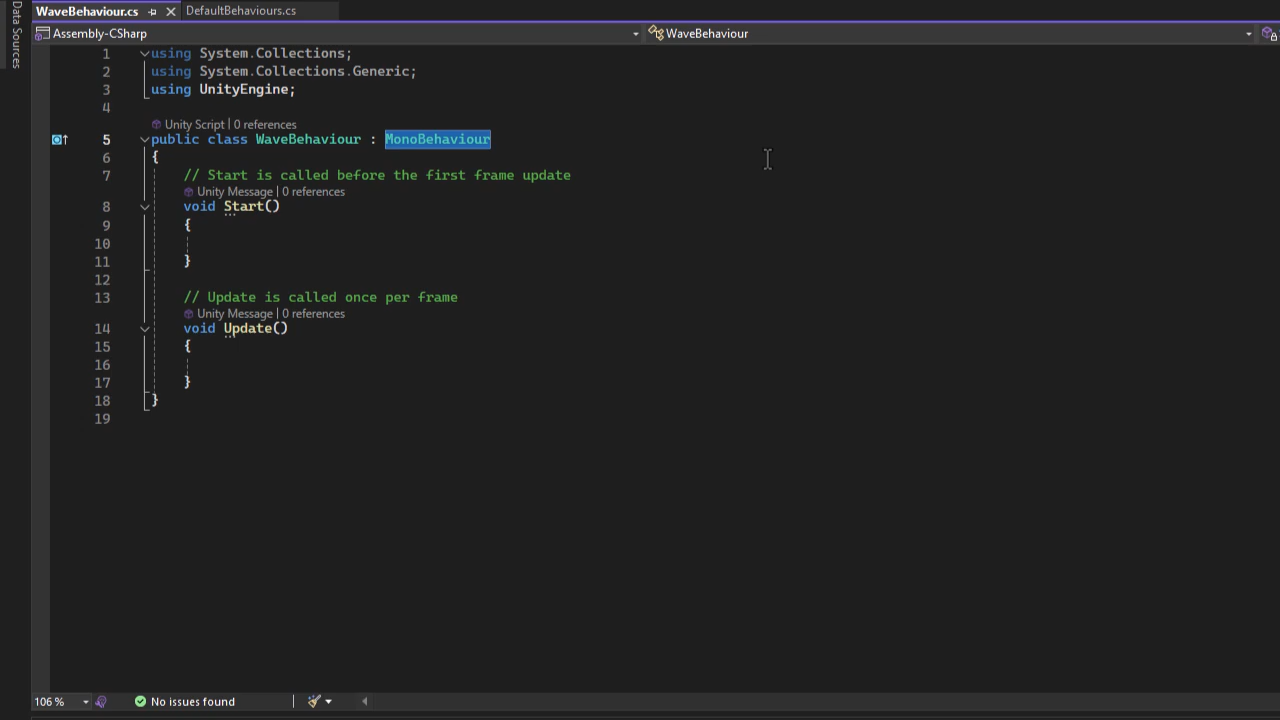 Data Sources
WaveBehaviour.cs
DefaultBehaviours.cs
Assembly-CSharp
WaveBehaviour
1 using System.Collections;
2 using System.Collections.Generic;
3 using UnityEngine;
4
Unity Script | 0 references
5 public class WaveBehaviour : MonoBehaviour
6 {
7 // Start is called before the first frame update
Unity Message | 0 references
8 void Start()
9 {
10
11 }
12
13 // Update is called once per frame
Unity Message | 0 references
14 void Update()
15 {
16
17 }
18 }
19
106 %
No issues found